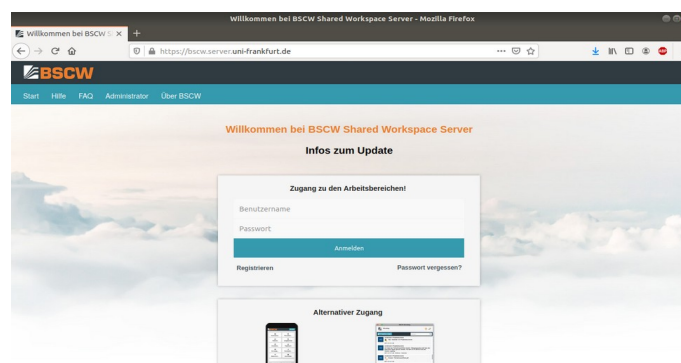 Willkommen bei BSCW Shared Workspace Server - Mozilla Firefox
Willkommen bei BSCW S
https://bscw.server.uni-frankfurt.de
ABP
BSCW
Start Hilfe FAQ Administrator Über BSCW
Willkommen bei BSCW Shared Workspace Server
Infos zum Update
Zugang zu den Arbeitsbereichen!
Benutzername
Passwort
Anmelden
Registrieren Passwort vergessen?
Alternativer Zugang